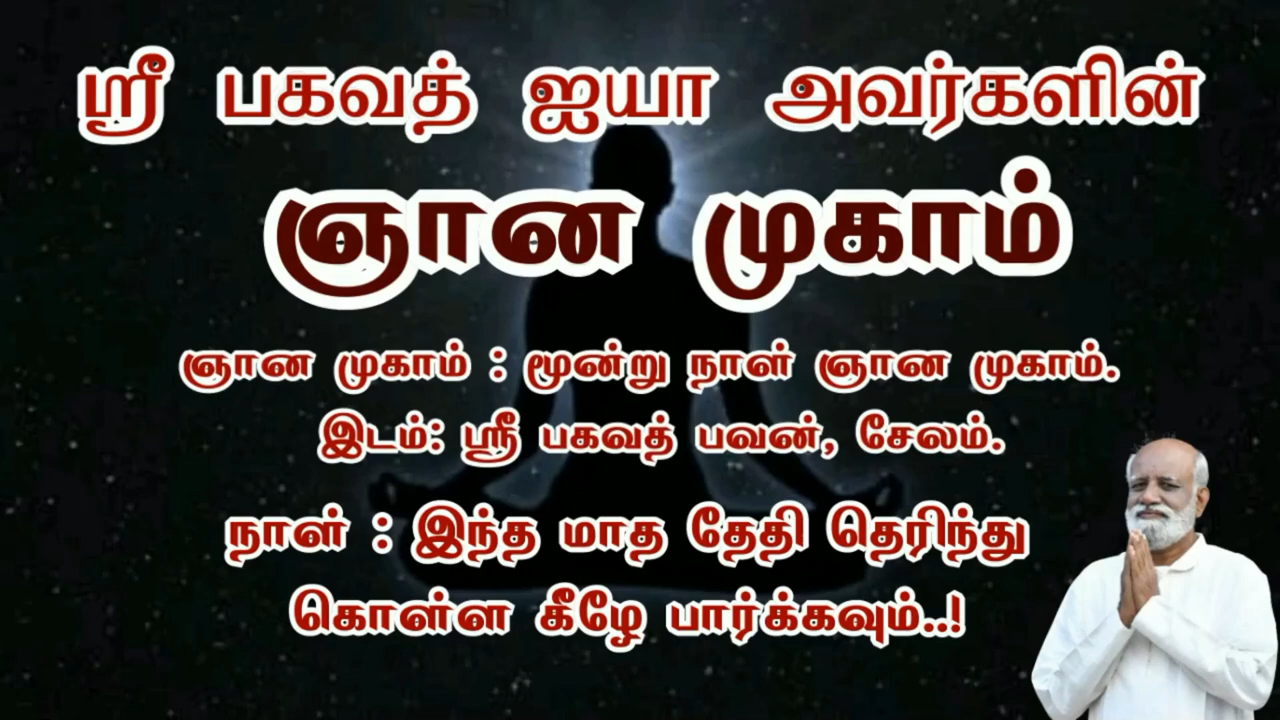 ஸ்ரீ பகவத் ஐயா அவர்களின்
ஞான முகாம்
ஞான முகாம் : மூன்று நாள் ஞான முகாம்.
இடம்: ஸ்ரீ பகவத் பவன், சேலம்.
நாள் : இந்த மாத தேதி தெரிந்து
கொள்ள கீழே பார்க்கவும்..!